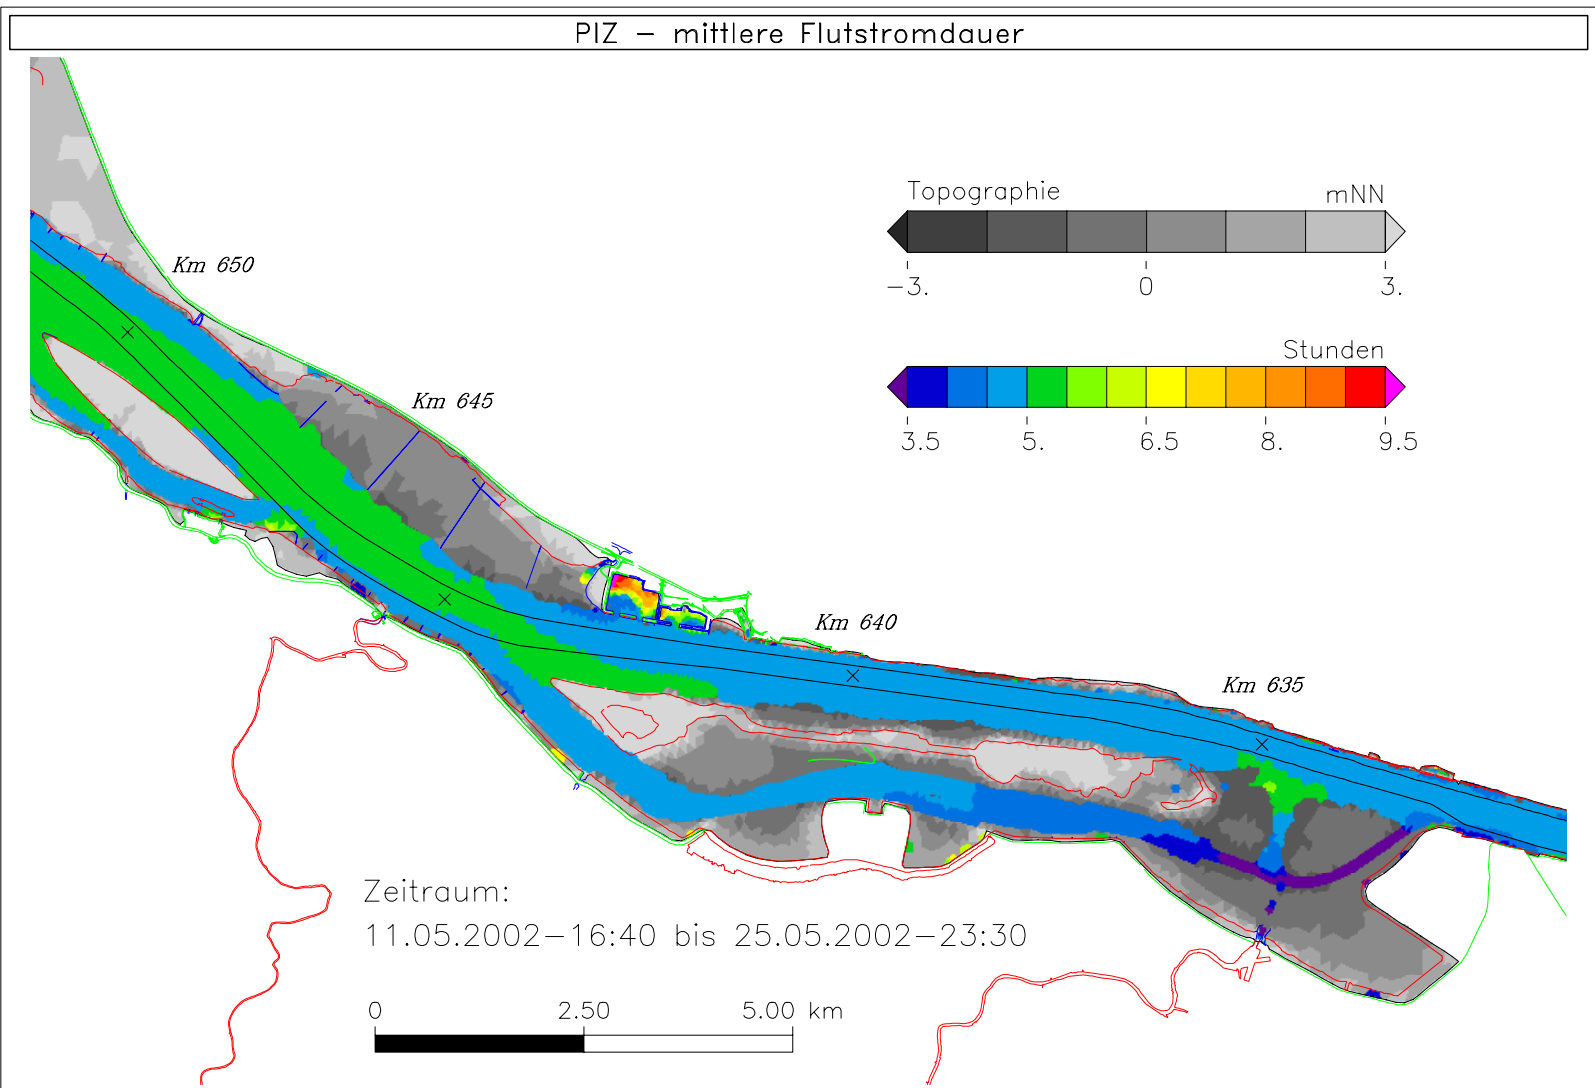 PIZ – mittlere Flutstromdauer
Topographie mNN
-3. 0 3.
Stunden
3.5 5. 6.5 8. 9.5
Km 650
Km 645
Km 640
Km 635
Zeitraum:
11.05.2002-16:40 bis 25.05.2002-23:30
0 2.50 5.00 km